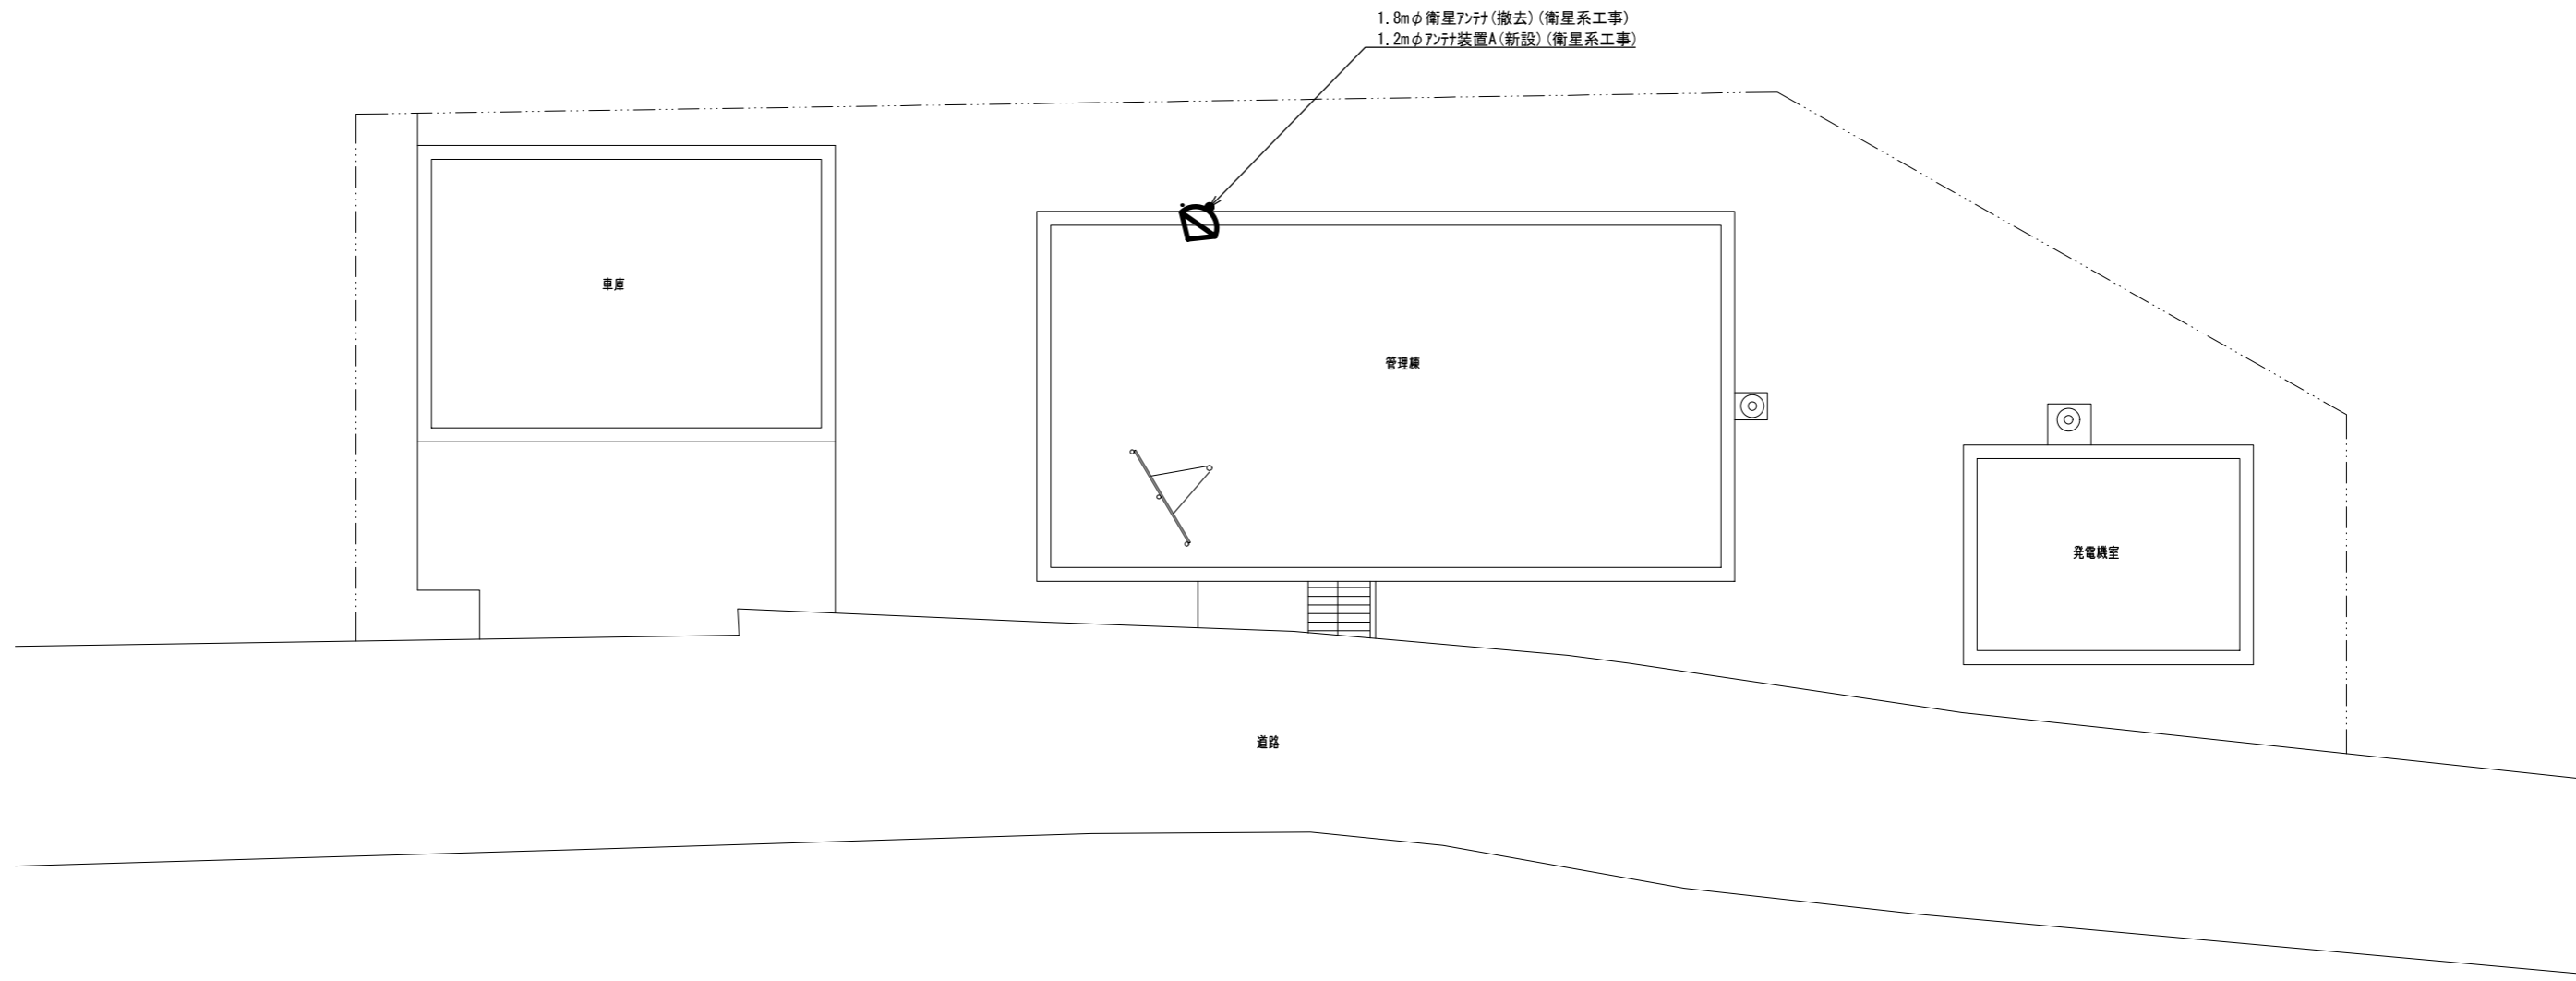 1.8mφ衛星ｱﾝﾃﾅ(撤去)(衛星系工事)
1.2mφｱﾝﾃﾅ装置A(新設)(衛星系工事)
車庫
管理棟
発電機室
道路